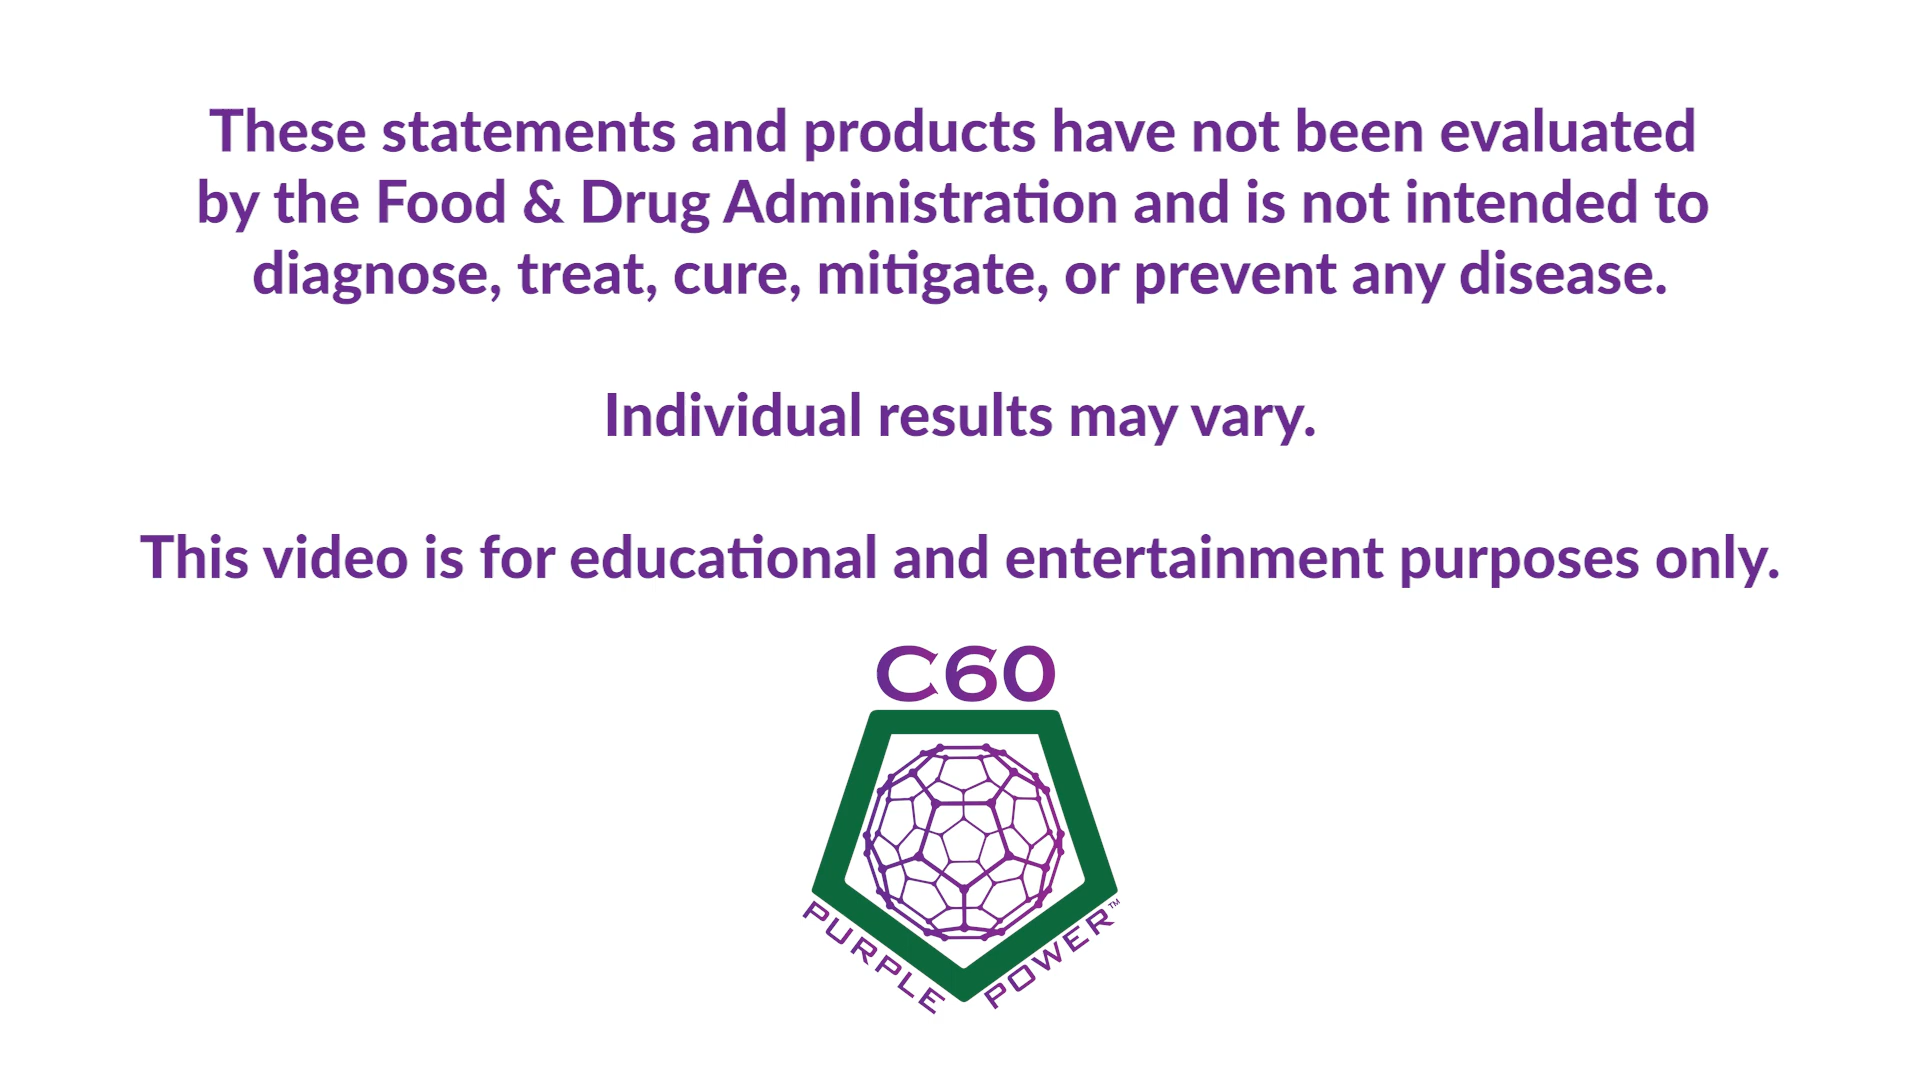 These statements and products have not been evaluated
by the Food & Drug Administration and is not intended to
diagnose, treat, cure, mitigate, or prevent any disease.
Individual results may vary.
This video is for educational and entertainment purposes only.
C60
PURPLE POWER™